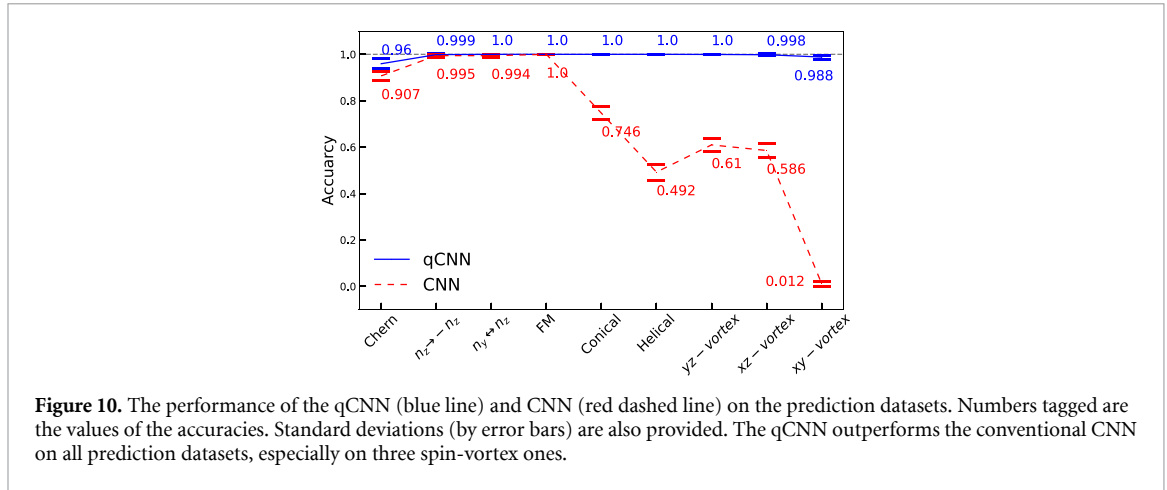 0.96 0.999 1.0 1.0 1.0 1.0 1.0 0.998
0.988
0.907 0.995 0.994 1.0 0.746 0.492 0.61 0.586 0.012
Accuarcy
1.0
0.8
0.6
0.4
0.2
0.0
qCNN
CNN
Chern
n_z → − n_z
n_y ↔ n_z
FM
Conical
Helical
yz − vortex
xz − vortex
xy − vortex
Figure 10. The performance of the qCNN (blue line) and CNN (red dashed line) on the prediction datasets. Numbers tagged are
the values of the accuracies. Standard deviations (by error bars) are also provided. The qCNN outperforms the conventional CNN
on all prediction datasets, especially on three spin-vortex ones.